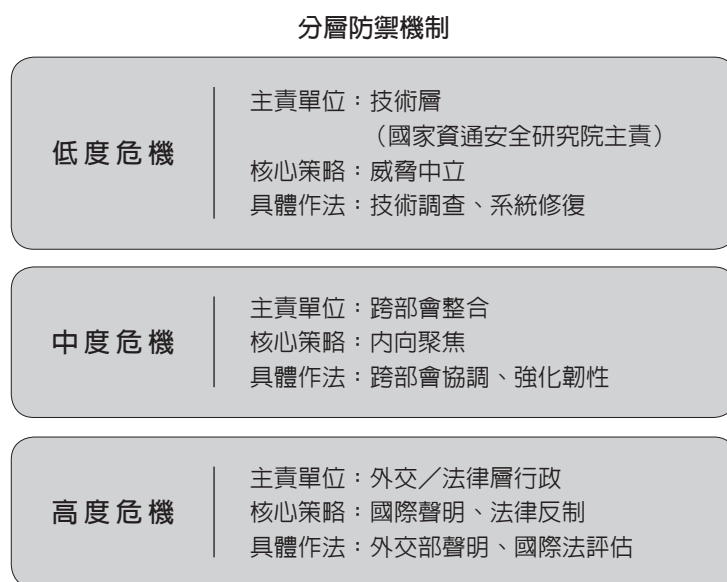 分層防禦機制
低度危機
主責單位：技術層
（國家資通安全研究院主責）
核心策略：威脅中立
具體作法：技術調查、系統修復
中度危機
主責單位：跨部會整合
核心策略：內向聚焦
具體作法：跨部會協調、強化韌性
高度危機
主責單位：外交／法律層行政
核心策略：國際聲明、法律反制
具體作法：外交部聲明、國際法評估